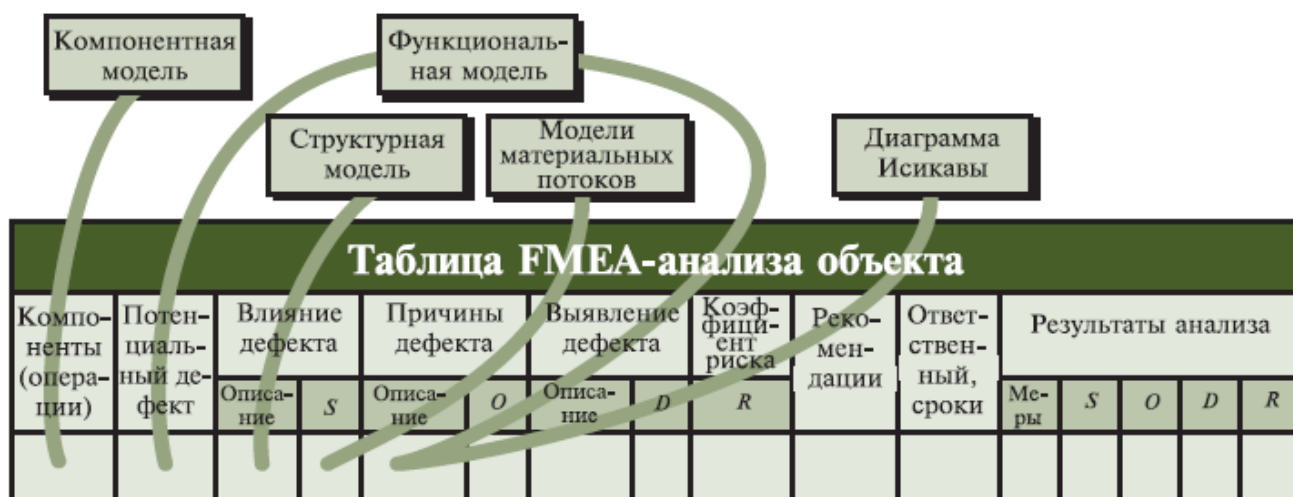 Компонентная
модель
Функциональ-
ная модель
Структурная
модель
Модели
материальных
потоков
Диаграмма
Исикавы
Таблица FMEA-анализа объекта
Компо-
ненты
(опера-
ции)
Потен-
циаль-
ный де-
фект
Влияние
дефекта
Причины
дефекта
Выявление
дефекта
Коэф-
фици-
ент
риска
Реко-
мен-
дации
Ответ-
ствен-
ный,
сроки
Результаты анализа
Описа-
ние
S
Описа-
ние
O
Описа-
ние
D
R
Ме-
ры
S
O
D
R